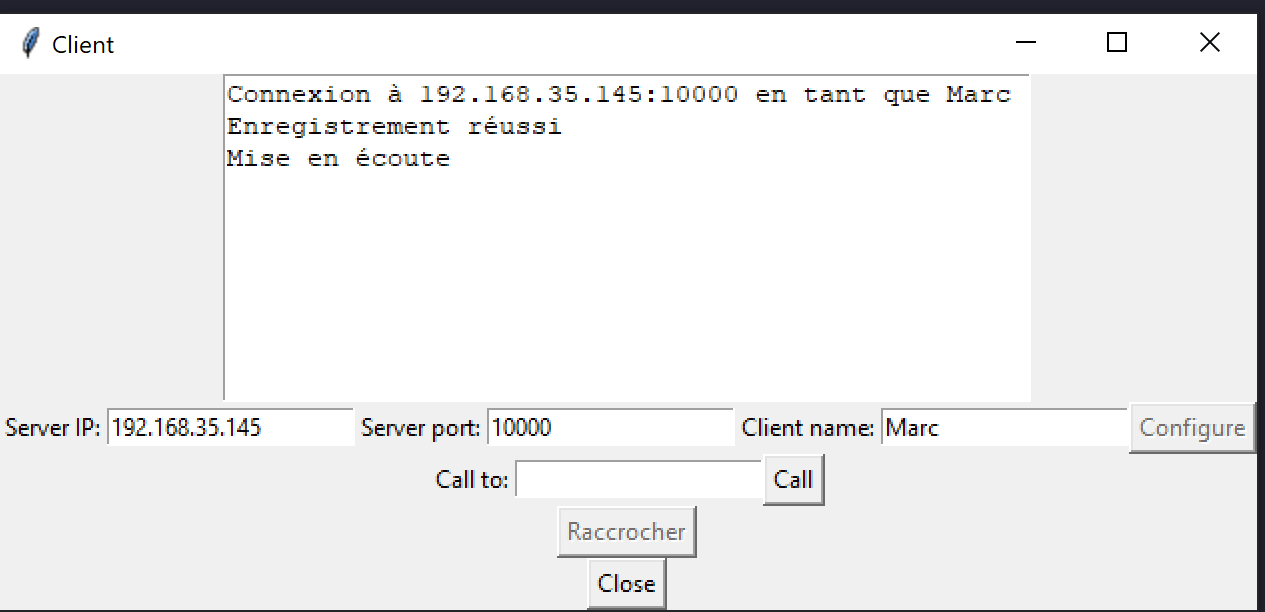 Client
Connexion à 192.168.35.145:10000 en tant que Marc
Enregistrement réussi
Mise en écoute
Server IP: 192.168.35.145 Server port: 10000 Client name: Marc Configure
Call to: Call
Raccrocher
Close